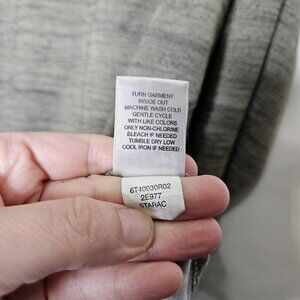 TURN GARMENT
INSIDE OUT
MACHINE WASH COLD
GENTLE CYCLE
WITH LIKE COLORS
ONLY NON-CHLORINE
BLEACH IF NEEDED
TUMBLE DRY LOW
COOL IRON IF NEEDED
6T40030R02
2E977
STARAC